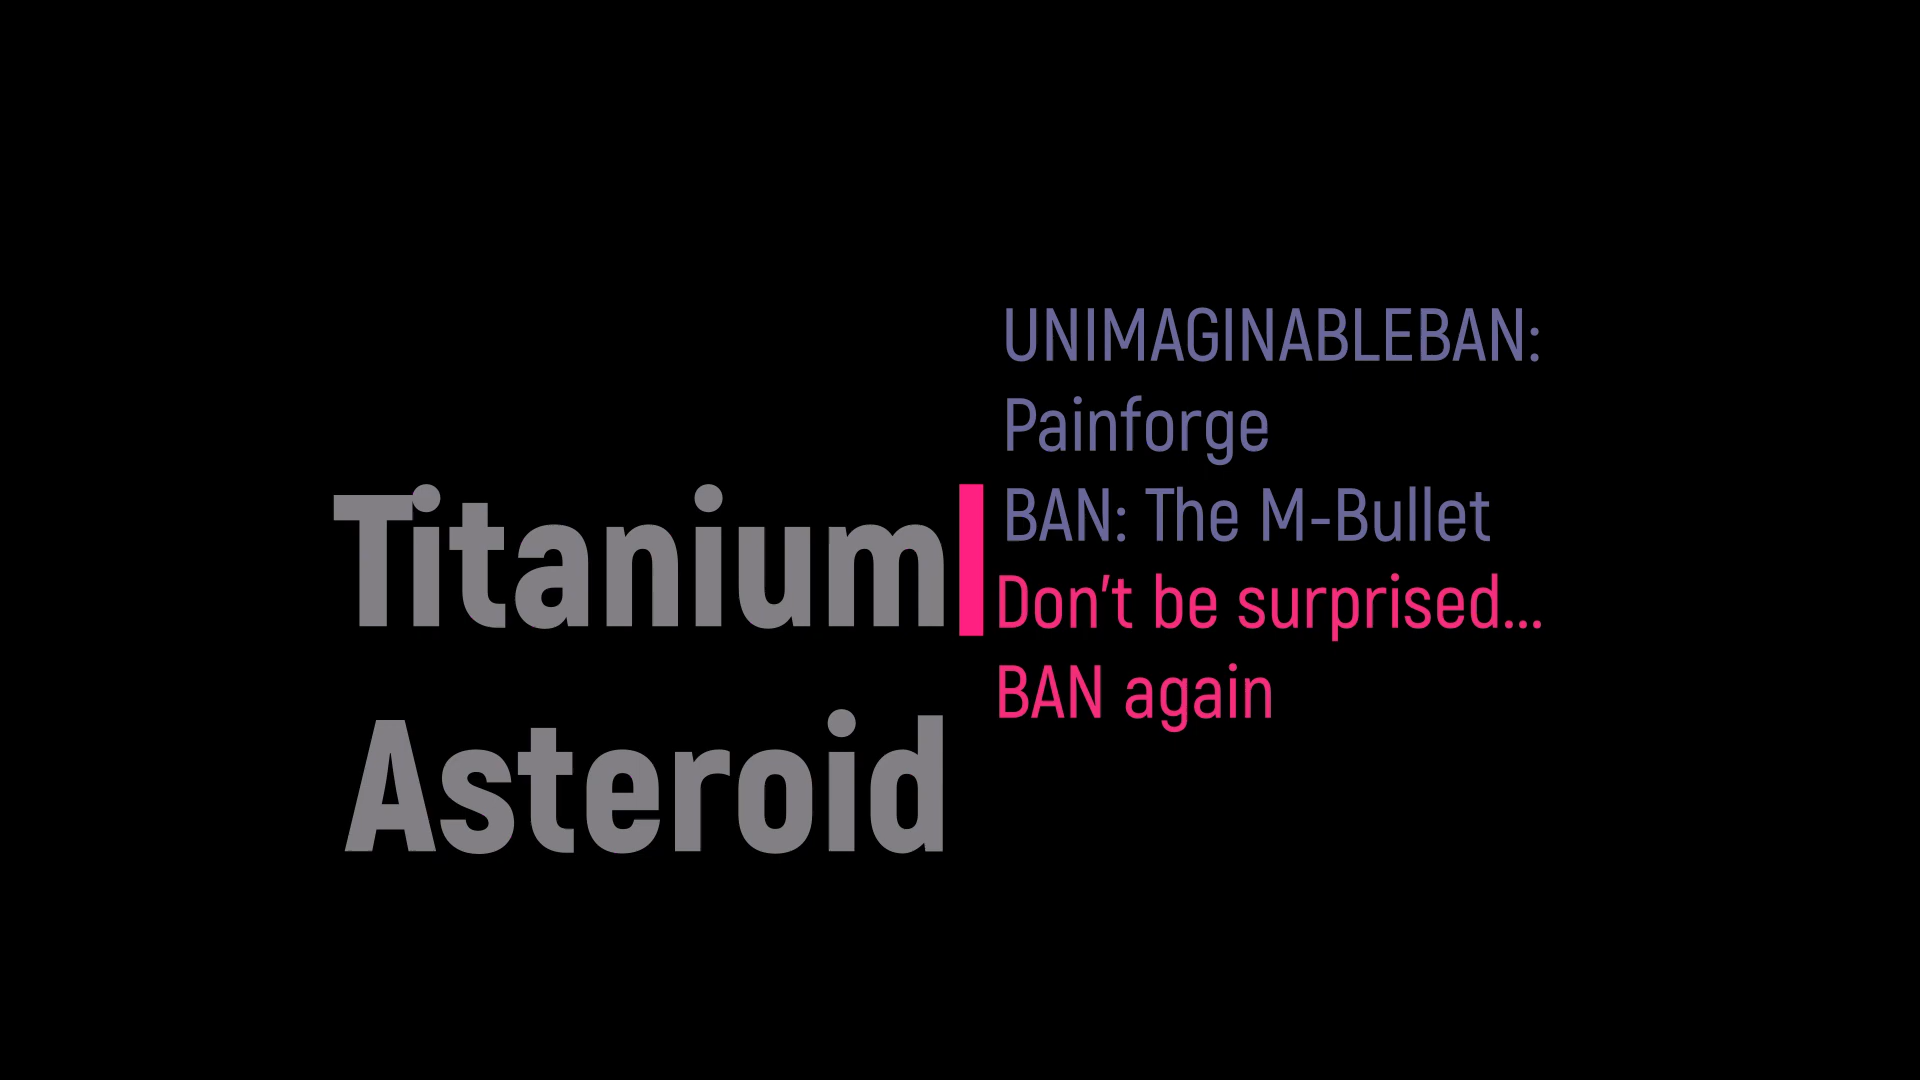 Titanium
Asteroid
UNIMAGINABLEBAN:
Painforge
BAN: The M-Bullet
Don't be surprised...
BAN again